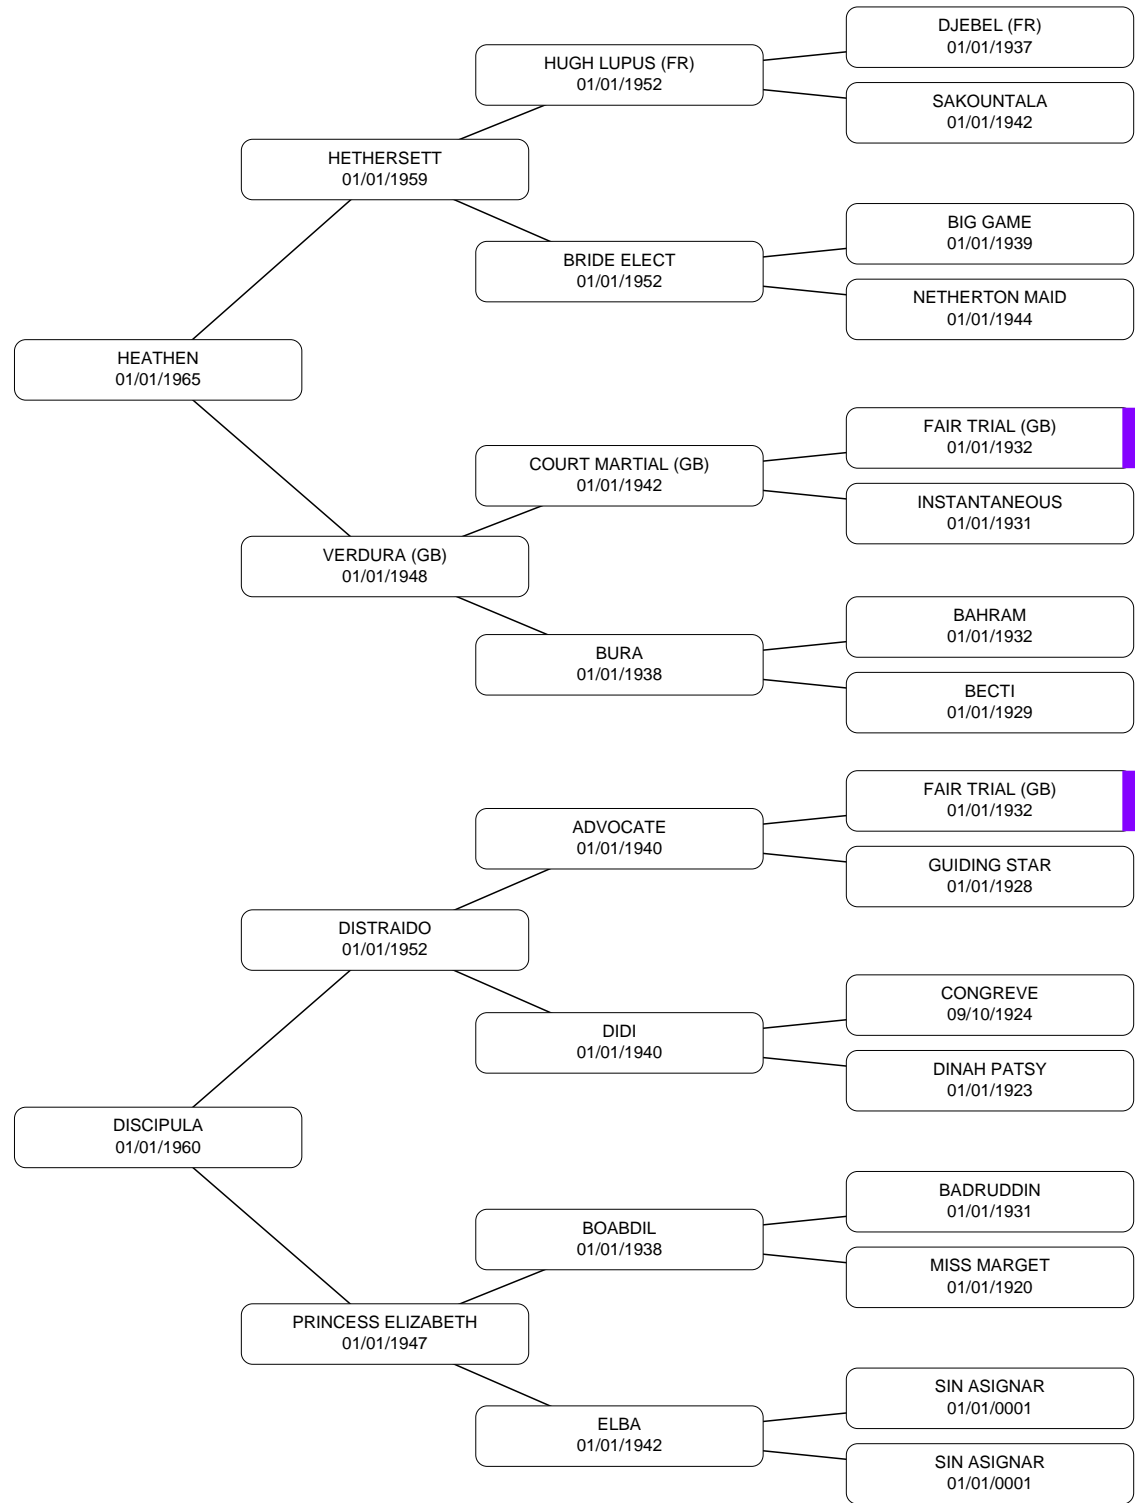 DJEBEL (FR)
01/01/1937
HUGH LUPUS (FR)
01/01/1952
SAKOUNTALA
01/01/1942
HETHERSETT
01/01/1959
BIG GAME
01/01/1939
BRIDE ELECT
01/01/1952
NETHERTON MAID
01/01/1944
HEATHEN
01/01/1965
FAIR TRIAL (GB)
01/01/1932
COURT MARTIAL (GB)
01/01/1942
INSTANTANEOUS
01/01/1931
VERDURA (GB)
01/01/1948
BAHRAM
01/01/1932
BURA
01/01/1938
BECTI
01/01/1929
FAIR TRIAL (GB)
01/01/1932
ADVOCATE
01/01/1940
GUIDING STAR
01/01/1928
DISTRAIDO
01/01/1952
CONGREVE
09/10/1924
DIDI
01/01/1940
DINAH PATSY
01/01/1923
DISCIPULA
01/01/1960
BADRUDDIN
01/01/1931
BOABDIL
01/01/1938
MISS MARGET
01/01/1920
PRINCESS ELIZABETH
01/01/1947
SIN ASIGNAR
01/01/0001
ELBA
01/01/1942
SIN ASIGNAR
01/01/0001